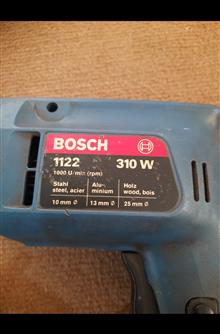 BOSCH
1122 310 W
1000 U/min (rpm)
Stahl Alu- Holz
steel, acier minium wood, bois
10 mm ø 13 mm ø 25 mm ø